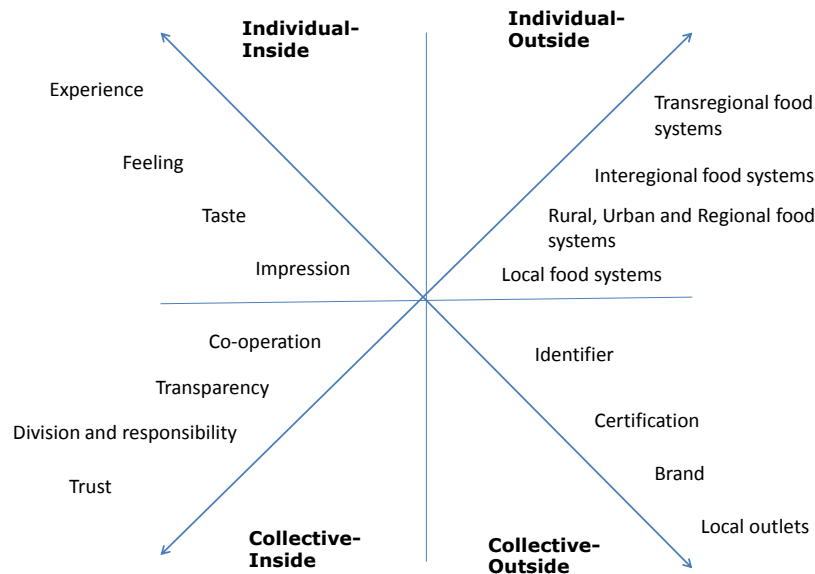 Individual-
Inside
Individual-
Outside
Experience
Transregional food
systems
Feeling
Interegional food systems
Taste
Rural, Urban and Regional food
systems
Impression
Local food systems
Co-operation
Identifier
Transparency
Certification
Division and responsibility
Brand
Trust
Local outlets
Collective-
Inside
Collective-
Outside